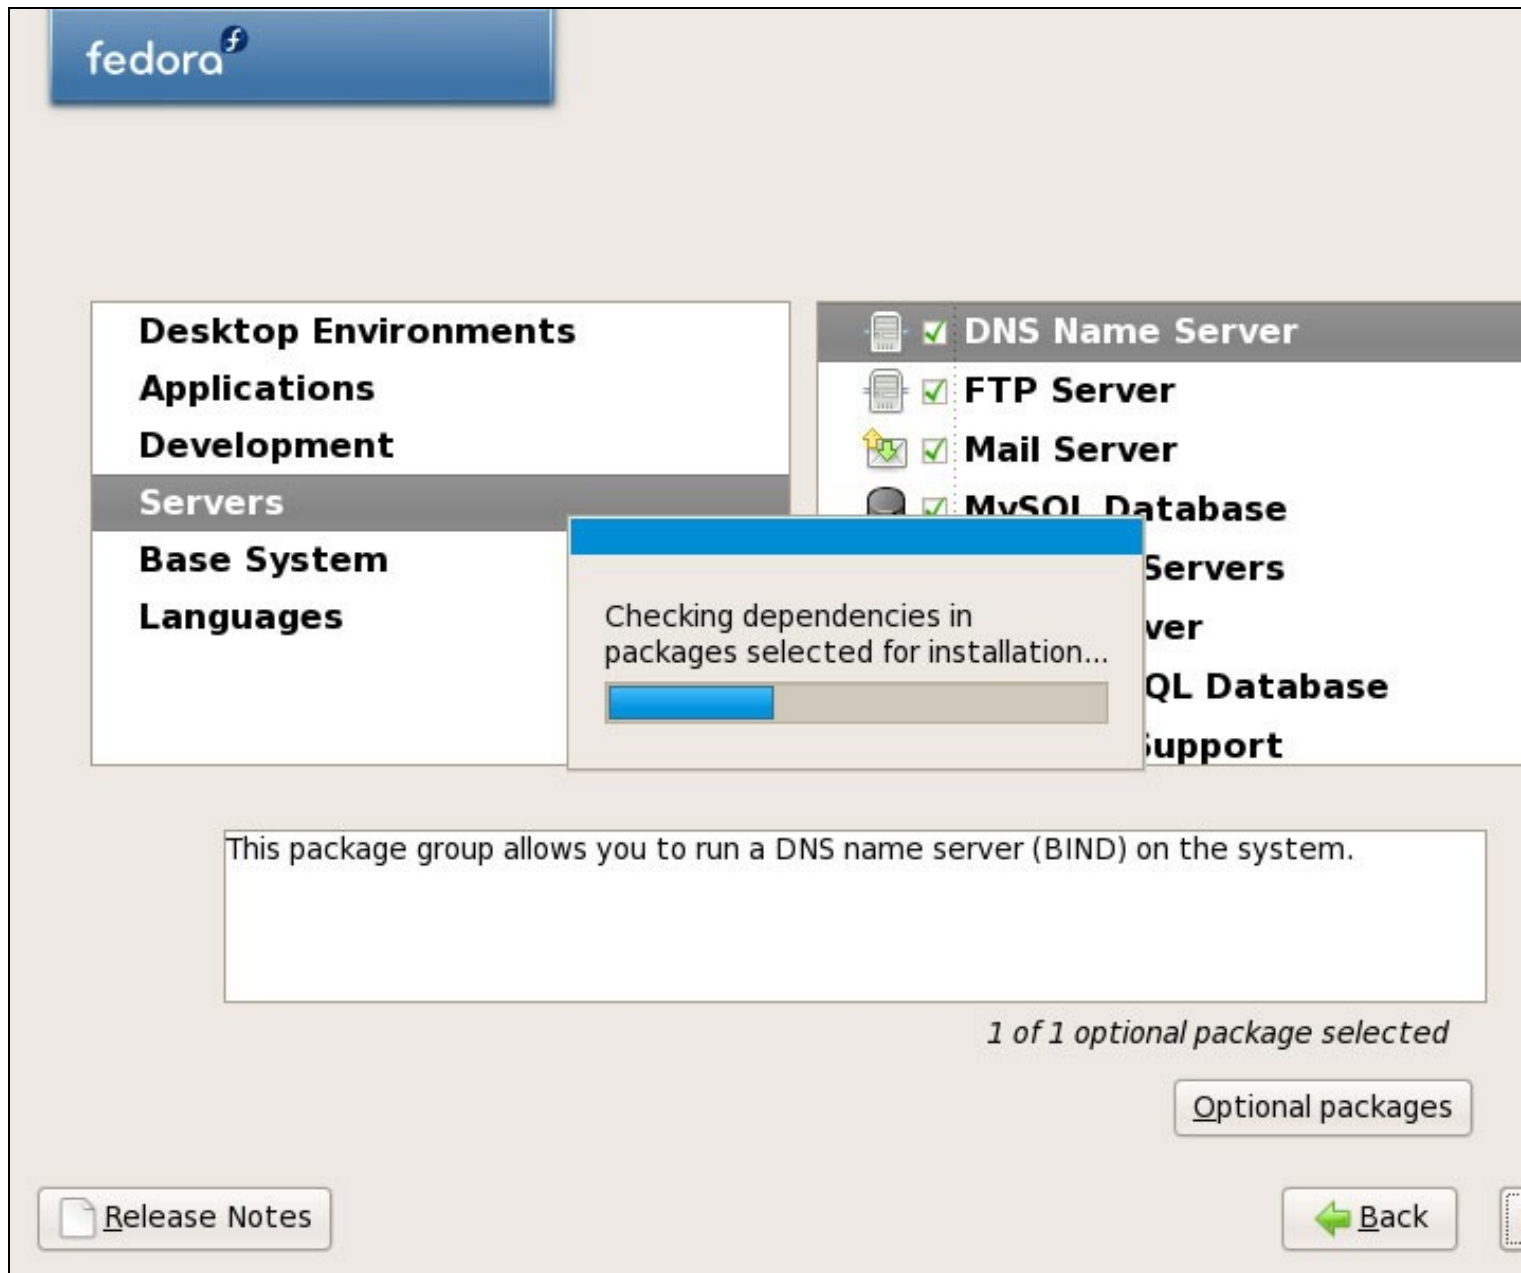 fedora
Desktop Environments
Applications
Development
Servers
Base System
Languages
DNS Name Server
FTP Server
Mail Server
MySQL Database
Servers
QL Database
Support
Checking dependencies in
packages selected for installation...
This package group allows you to run a DNS name server (BIND) on the system.
1 of 1 optional package selected
Optional packages
Release Notes
Back